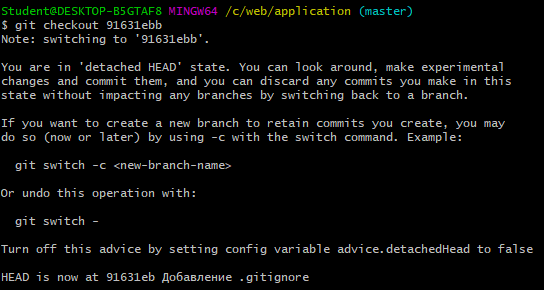 Student@DESKTOP-B5GTAF8 MINGW64 /c/web/application (master)
$ git checkout 91631ebb
Note: switching to '91631ebb'.

You are in 'detached HEAD' state. You can look around, make experimental
changes and commit them, and you can discard any commits you make in this
state without impacting any branches by switching back to a branch.

If you want to create a new branch to retain commits you create, you may
do so (now or later) by using -c with the switch command. Example:

  git switch -c <new-branch-name>

Or undo this operation with:

  git switch -

Turn off this advice by setting config variable advice.detachedHead to false

HEAD is now at 91631eb Добавление .gitignore